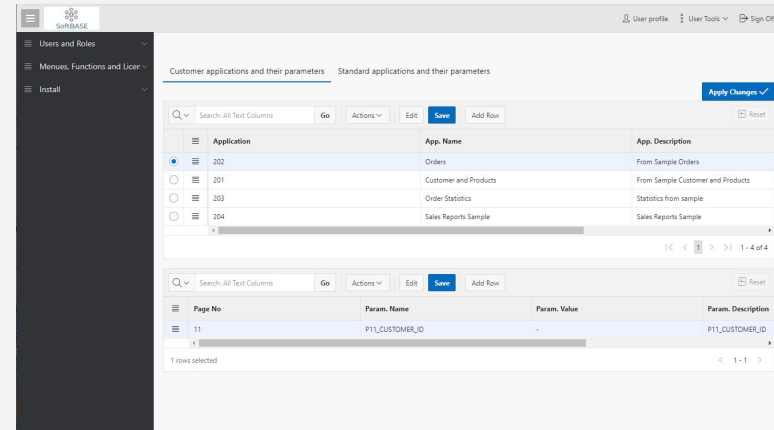 SoftBASE
User profile User Tools Sign Off
Users and Roles
Menues, Functions and Licer
Install
Customer applications and their parameters Standard applications and their parameters
Apply Changes
Search: All Text Columns Go Actions Edit Save Add Row Reset
Application App. Name App. Description
202 Orders From Sample Orders
201 Customer and Products From Sample Customer and Products
203 Order Statistics Statistics from sample
204 Sales Reports Sample Sales Reports Sample
1 1 - 4 of 4
Search: All Text Columns Go Actions Edit Save Add Row Reset
Page No Param. Name Param. Value Param. Description
11 P11_CUSTOMER_ID - P11_CUSTOMER_ID
1 rows selected 1 - 1